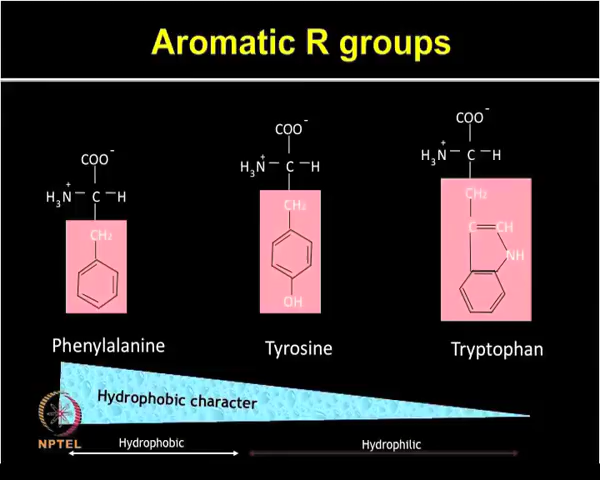 Aromatic R groups
COO-
H3N+ C H
CH2
Phenylalanine
COO-
H3N+ C H
CH2
OH
Tyrosine
COO-
H3N+ C H
CH2
C CH
NH
Tryptophan
Hydrophobic character
NPTEL
Hydrophobic
Hydrophilic